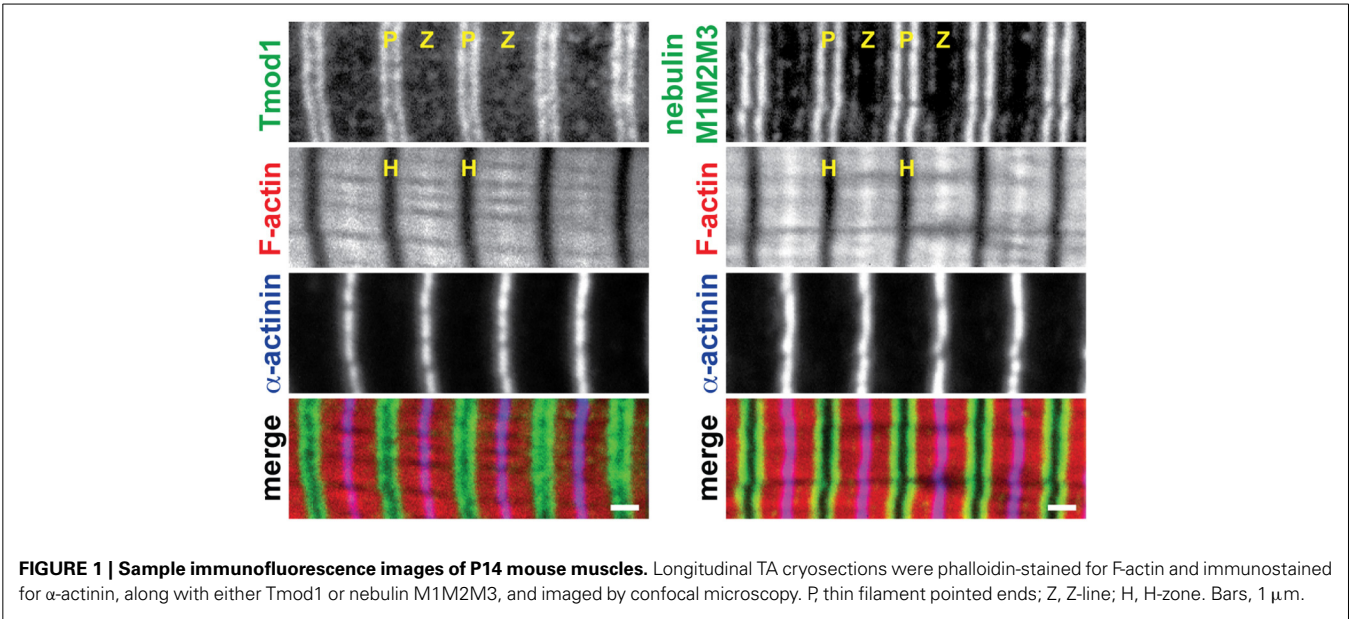 Tmod1
P Z P Z
F-actin
H H
α-actinin
merge
nebulin
M1M2M3
P Z P Z
F-actin
H H
α-actinin
merge
FIGURE 1 | Sample immunofluorescence images of P14 mouse muscles. Longitudinal TA cryosections were phalloidin-stained for F-actin and immunostained
for α-actinin, along with either Tmod1 or nebulin M1M2M3, and imaged by confocal microscopy. P, thin filament pointed ends; Z, Z-line; H, H-zone. Bars, 1 μm.